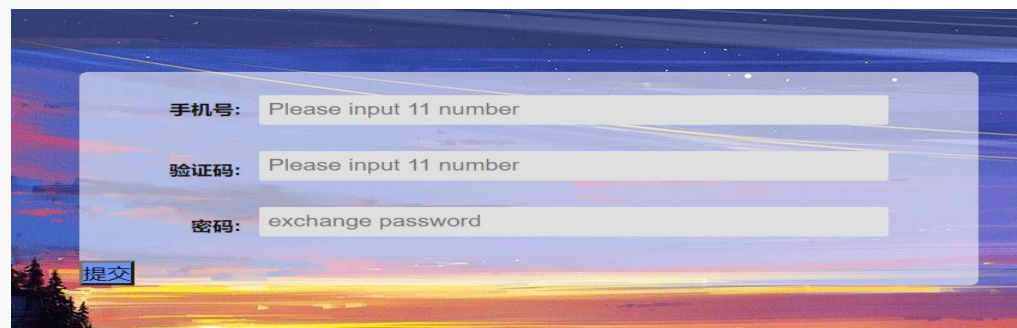 手机号: Please input 11 number
验证码: Please input 11 number
密码: exchange password
提交